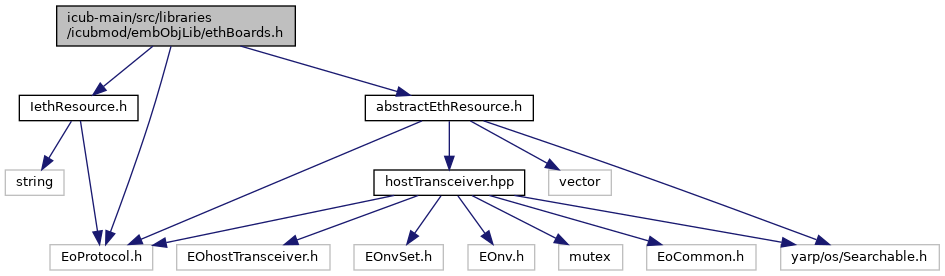 icub-main/src/libraries
/icubmod/embObjLib/ethBoards.h
IethResource.h
abstractEthResource.h
string
hostTransceiver.hpp
vector
EoProtocol.h
EOhostTransceiver.h
EOnvSet.h
EOnv.h
mutex
EoCommon.h
yarp/os/Searchable.h